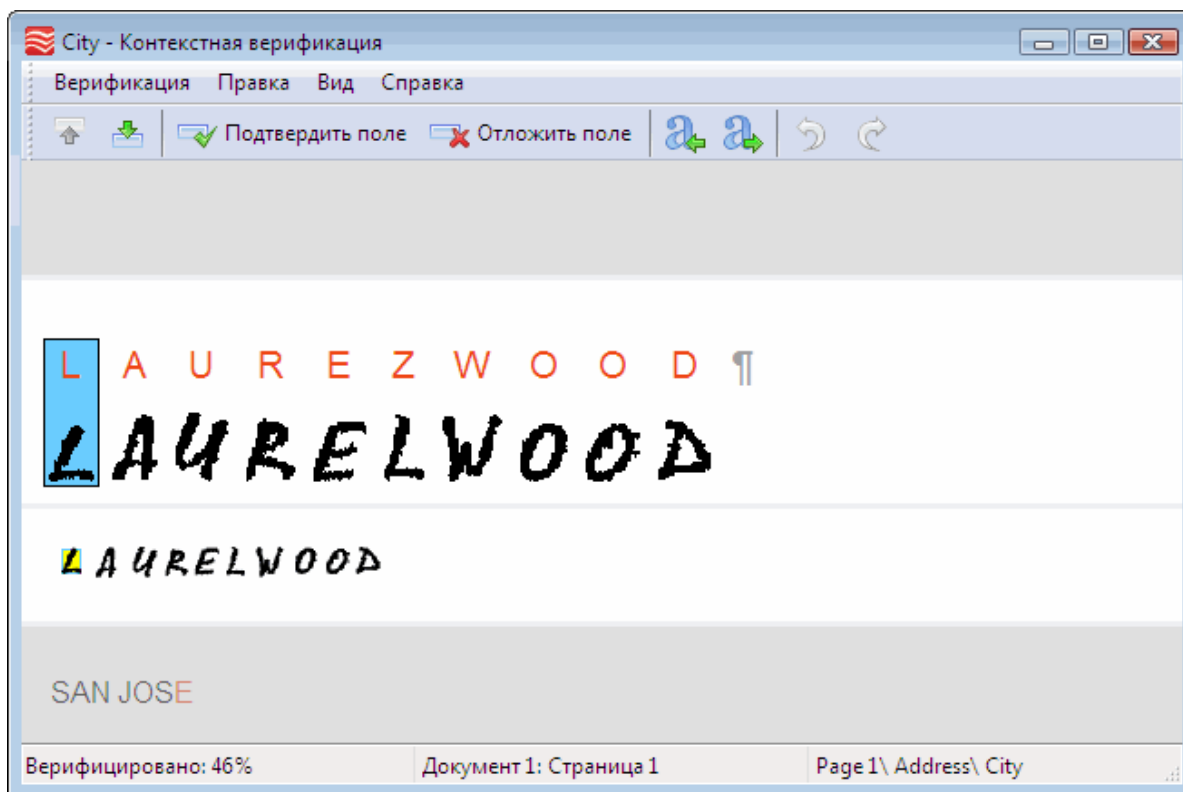 City - Контекстная верификация
Верификация Правка Вид Справка
Подтвердить поле Отложить поле a a
L A U R E Z W O O D ¶
LAURELWOOD
LAURELWOOD
SAN JOSE
Верифицировано: 46% Документ 1: Страница 1 Page 1\ Address\ City